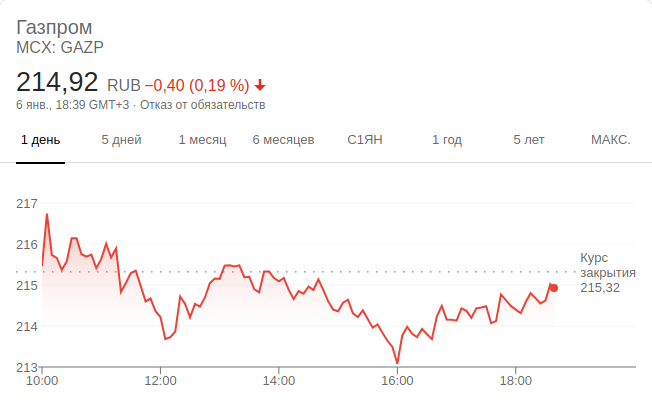 Газпром
MCX: GAZP
214,92 RUB −0,40 (0,19 %)
6 янв., 18:39 GMT+3 · Отказ от обязательств
1 день 5 дней 1 месяц 6 месяцев С1ЯН 1 год 5 лет МАКС.
217
216
215
214
213
Курс
закрытия
215,32
10:00 12:00 14:00 16:00 18:00